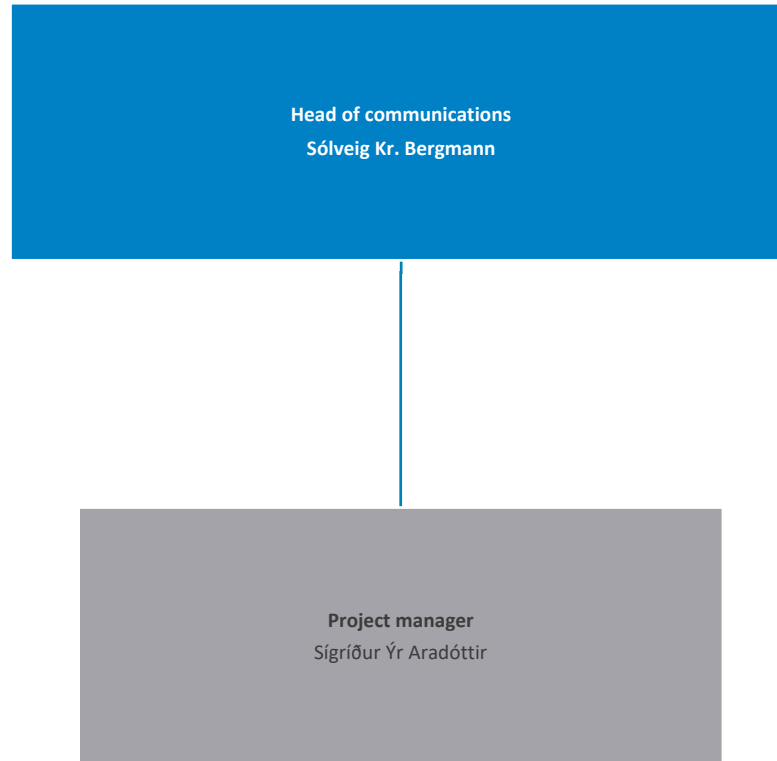 Head of communications
Sólveig Kr. Bergmann
Project manager
Sígríður Ýr Aradóttir